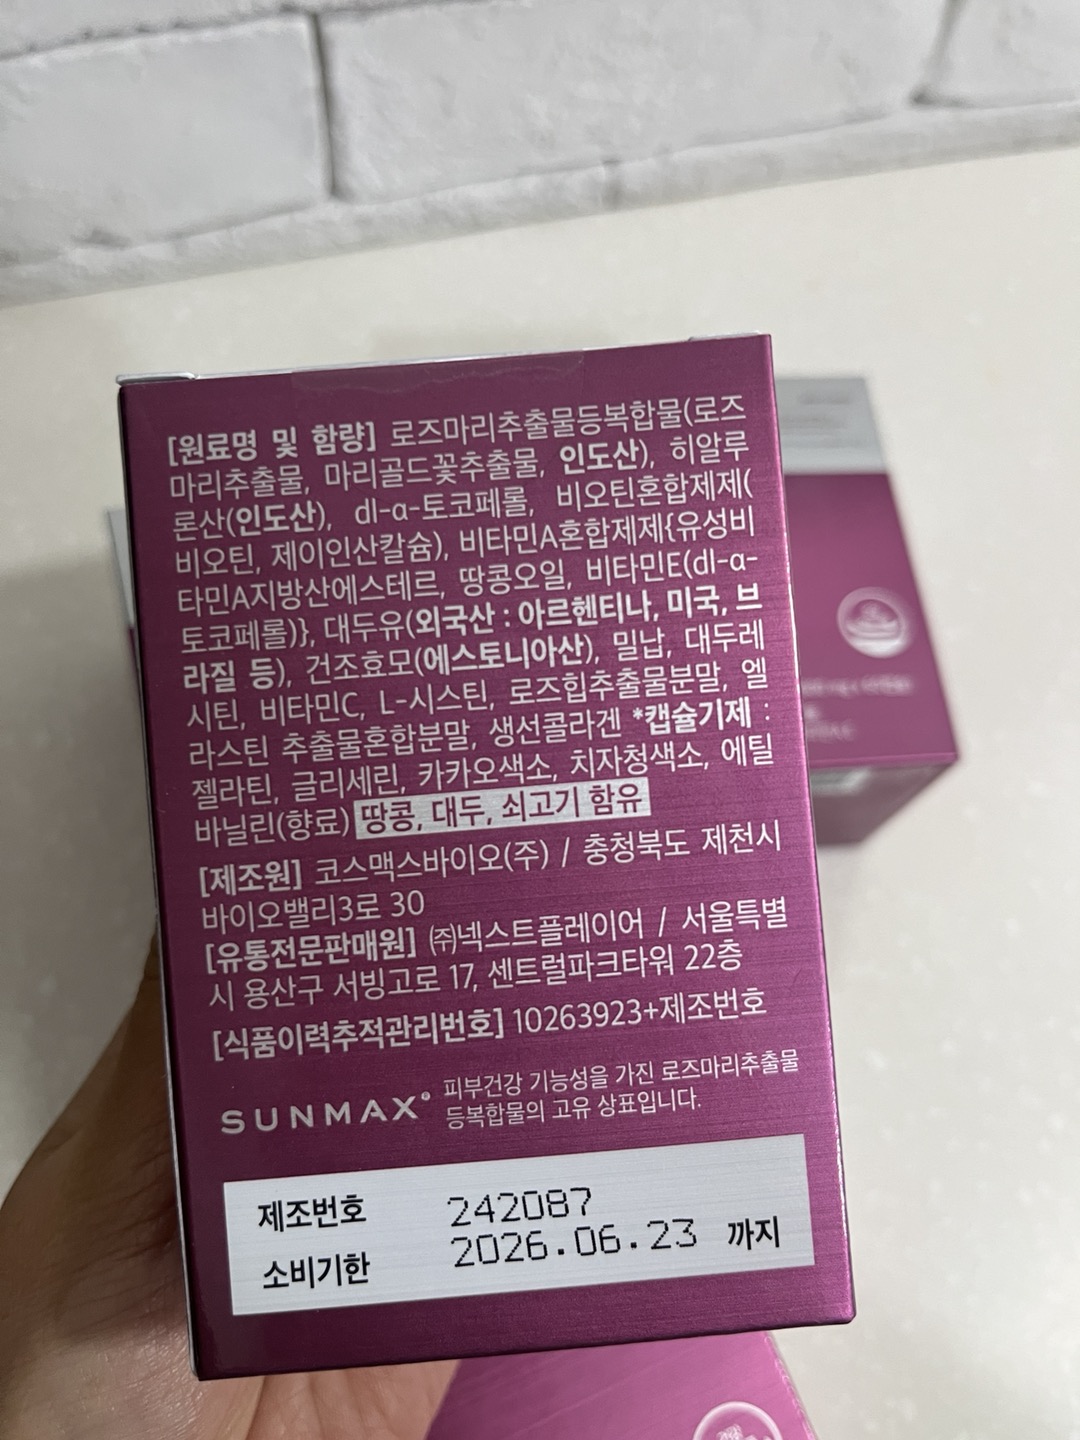 [원료명 및 함량] 로즈마리추출물등복합물(로즈
마리추출물, 마리골드꽃추출물, 인도산), 히알루
론산(인도산), dl-α-토코페롤, 비오틴혼합제제(
비오틴, 제이인산칼슘), 비타민A혼합제제{유성비
타민A지방산에스테르, 땅콩오일, 비타민E(dl-α-
토코페롤)}, 대두유(외국산 : 아르헨티나, 미국, 브
라질 등), 건조효모(에스토니아산), 밀납, 대두레
시틴, 비타민C, L-시스틴, 로즈힙추출물분말, 엘
라스틴 추출물혼합분말, 생선콜라겐 *캡슐기제 :
젤라틴, 글리세린, 카카오색소, 치자청색소, 에틸
바닐린(향료) 땅콩, 대두, 쇠고기 함유
[제조원] 코스맥스바이오(주) / 충청북도 제천시
바이오밸리3로 30
[유통전문판매원] ㈜넥스트플레이어 / 서울특별
시 용산구 서빙고로 17, 센트럴파크타워 22층
[식품이력추적관리번호] 10263923+제조번호
SUNMAX® 피부건강 기능성을 가진 로즈마리추출물
등복합물의 고유 상표입니다.
제조번호 242087
소비기한 2026.06.23 까지